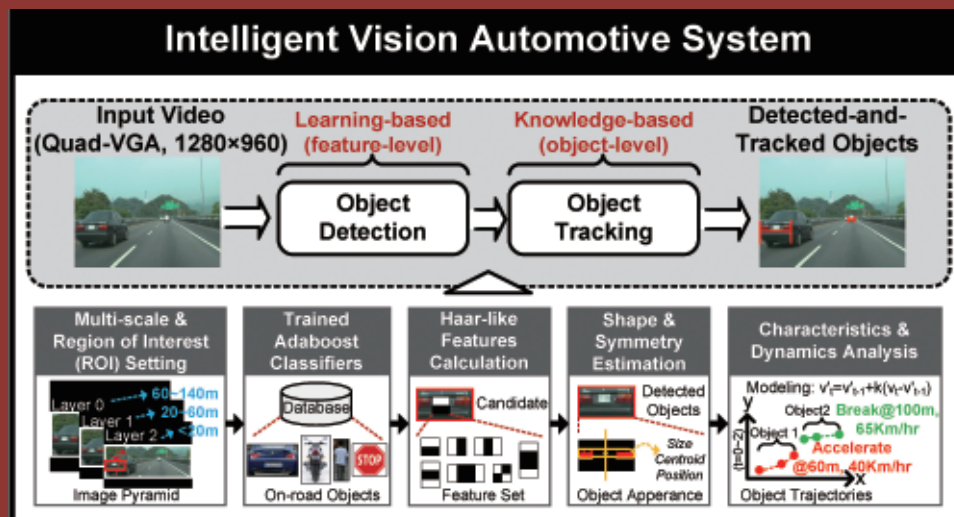 Intelligent Vision Automotive System
Input Video
(Quad-VGA, 1280×960)
Learning-based
(feature-level)
Knowledge-based
(object-level)
Detected-and-
Tracked Objects
Object
Detection
Object
Tracking
Multi-scale &
Region of Interest
(ROI) Setting
Layer 0
60~140m
Layer 1
20~60m
Layer 2
<20m
Image Pyramid
Trained
Adaboost
Classifiers
Database
STOP
On-road Objects
Haar-like
Features
Calculation
Candidate
Feature Set
Shape &
Symmetry
Estimation
Detected
Objects
Size
Centroid
Position
Object Apperance
Characteristics &
Dynamics Analysis
Modeling: v't=v't-1+k(vt-v't-1)
y
(t=0~2)
Object2
Break@100m,
65Km/hr
Object 1
Accelerate
@60m, 40Km/hr
x
Object Trajectories